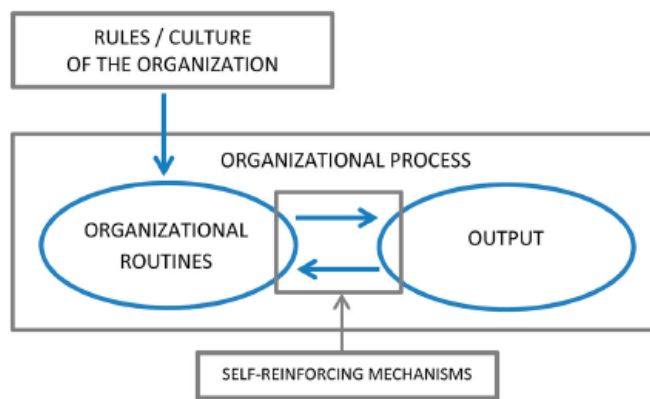 RULES / CULTURE
OF THE ORGANIZATION
ORGANIZATIONAL PROCESS
ORGANIZATIONAL
ROUTINES
OUTPUT
SELF-REINFORCING MECHANISMS